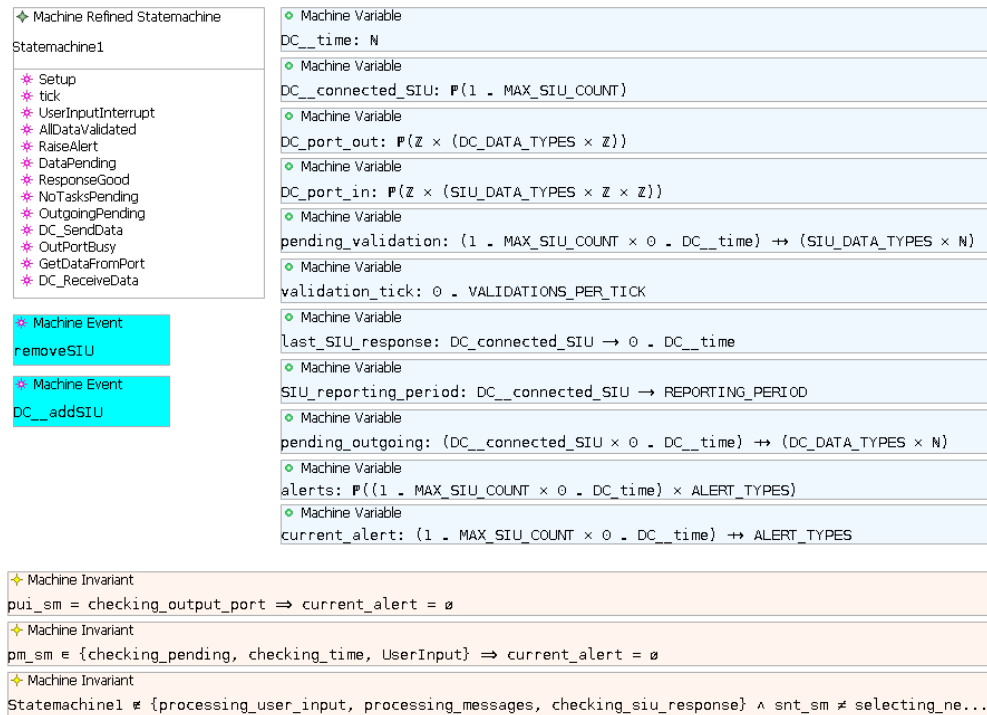 Machine Refined Statemachine
Statemachine1
Setup
tick
UserInputInterrupt
AllDataValidated
RaiseAlert
DataPending
ResponseGood
NoTasksPending
OutgoingPending
DC_SendData
OutPortBusy
GetDataFromPort
DC_ReceiveData
Machine Event
removeSIU
Machine Event
DC__addSIU
Machine Variable
DC__time: ℕ
Machine Variable
DC__connected_SIU: ℙ(1 ‥ MAX_SIU_COUNT)
Machine Variable
DC_port_out: ℙ(ℤ × (DC_DATA_TYPES × ℤ))
Machine Variable
DC_port_in: ℙ(ℤ × (SIU_DATA_TYPES × ℤ × ℤ))
Machine Variable
pending_validation: (1 ‥ MAX_SIU_COUNT × 0 ‥ DC__time) ⇸ (SIU_DATA_TYPES × ℕ)
Machine Variable
validation_tick: 0 ‥ VALIDATIONS_PER_TICK
Machine Variable
last_SIU_response: DC_connected_SIU → 0 ‥ DC__time
Machine Variable
SIU_reporting_period: DC__connected_SIU → REPORTING_PERIOD
Machine Variable
pending_outgoing: (DC__connected_SIU × 0 ‥ DC__time) ⇸ (DC_DATA_TYPES × ℕ)
Machine Variable
alerts: ℙ((1 ‥ MAX_SIU_COUNT × 0 ‥ DC_time) × ALERT_TYPES)
Machine Variable
current_alert: (1 ‥ MAX_SIU_COUNT × 0 ‥ DC__time) ⇸ ALERT_TYPES
Machine Invariant
pui_sm = checking_output_port ⇒ current_alert = ∅
Machine Invariant
pm_sm ∈ {checking_pending, checking_time, UserInput} ⇒ current_alert = ∅
Machine Invariant
Statemachine1 ∉ {processing_user_input, processing_messages, checking_siu_response} ∧ snt_sm ≠ selecting_ne...